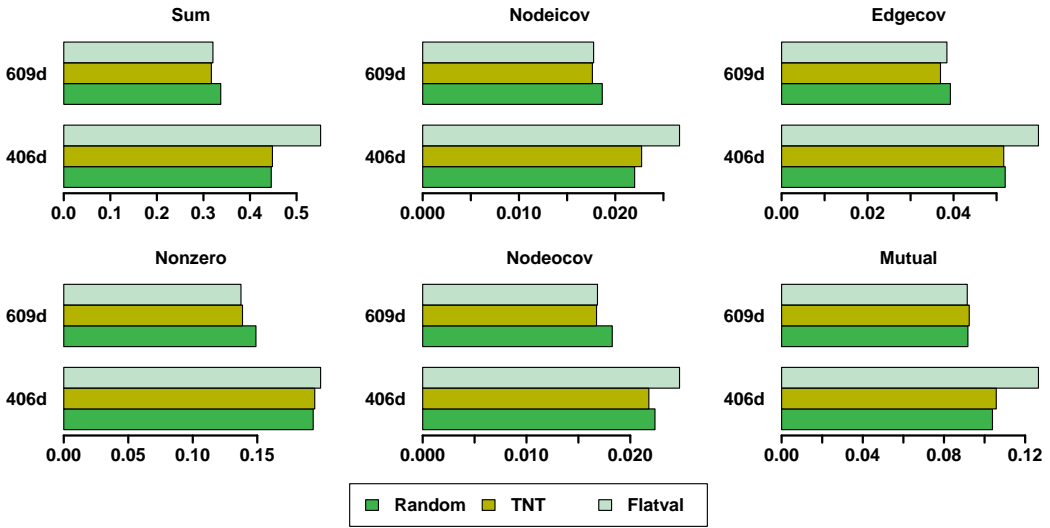 Sum Nodeicov Edgecov
609d 609d 609d
406d 406d 406d
0.0 0.1 0.2 0.3 0.4 0.5 0.000 0.010 0.020 0.00 0.02 0.04
Nonzero Nodeocov Mutual
609d 609d 609d
406d 406d 406d
0.00 0.05 0.10 0.15 0.000 0.010 0.020 0.00 0.04 0.08 0.12
Random TNT Flatval